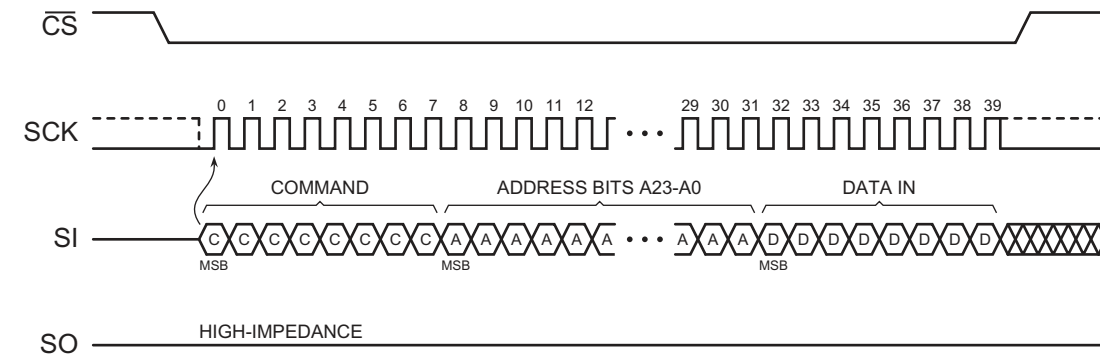 CS
0 1 2 3 4 5 6 7 8 9 10 11 12 29 30 31 32 33 34 35 36 37 38 39
SCK
COMMAND ADDRESS BITS A23-A0 DATA IN
SI C C C C C C C C A A A A A A A A A D D D D D D D D
MSB MSB MSB
HIGH-IMPEDANCE
SO